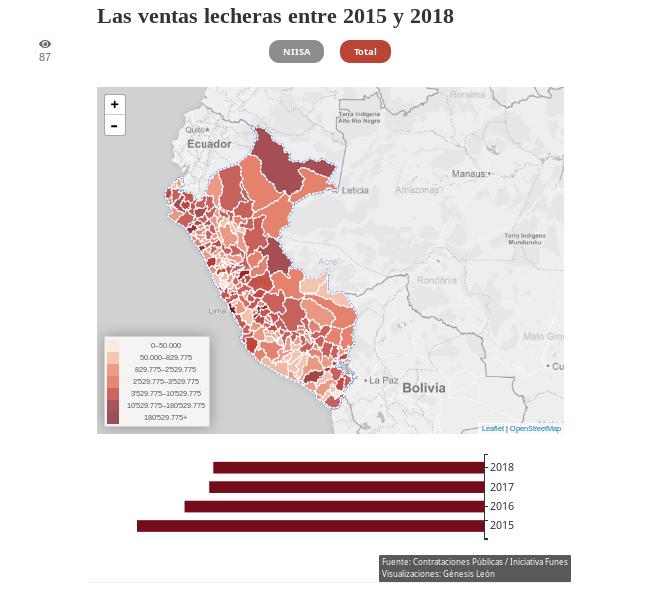 Las ventas lecheras entre 2015 y 2018
87
NIISA
Total
+
-
Roraima
Terra Indígena
Alto Rio Negro
Quito
Ecuador
Manaus
Leticia
Amazonas
Terra Indígena
Munduruku
Acre
Rondônia
Lima
Mato Gros
Cu
La Paz
Bolivia
0–50.000
50.000–829.775
829.775–2'529.775
2'529.775–3'529.775
3'529.775–10'529.775
10'529.775–180'529.775
180'529.775+
Leaflet | OpenStreetMap
2018
2017
2016
2015
Fuente: Contrataciones Públicas / Iniciativa Funes
Visualizaciones: Génesis León